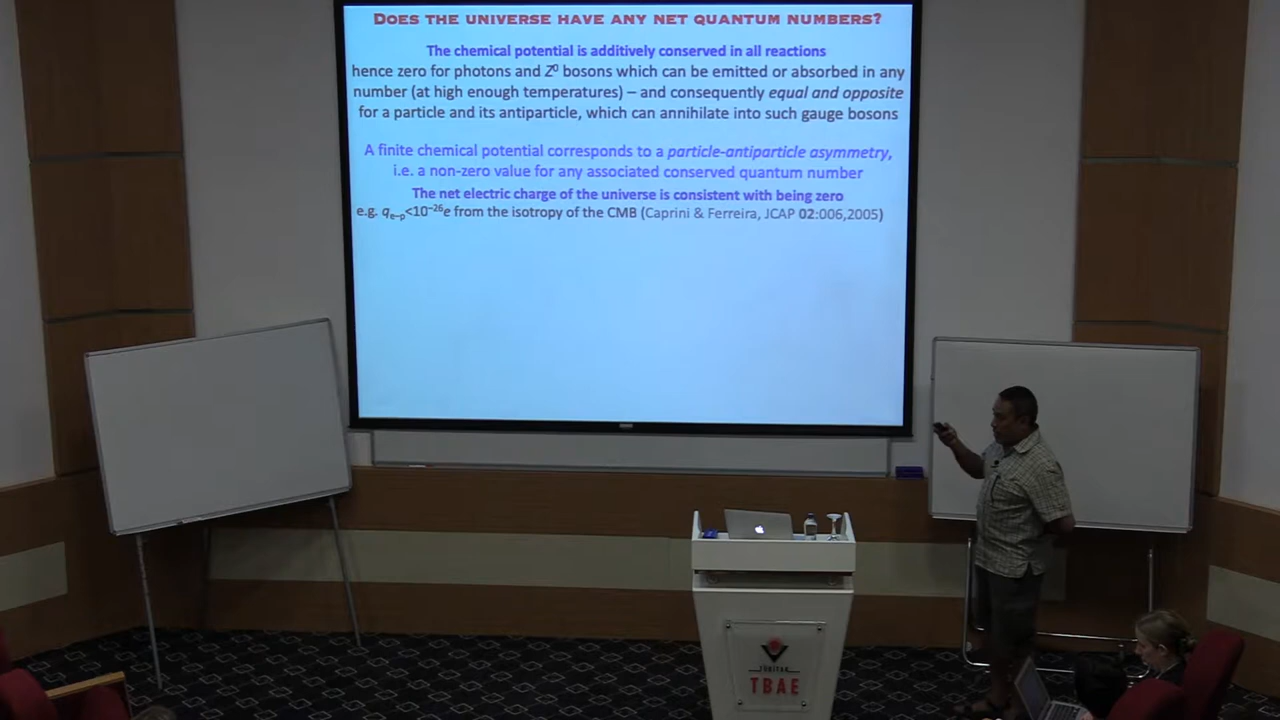 DOES THE UNIVERSE HAVE ANY NET QUANTUM NUMBERS?
The chemical potential is additively conserved in all reactions
hence zero for photons and Z⁰ bosons which can be emitted or absorbed in any
number (at high enough temperatures) – and consequently equal and opposite
for a particle and its antiparticle, which can annihilate into such gauge bosons
A finite chemical potential corresponds to a particle-antiparticle asymmetry,
i.e. a non-zero value for any associated conserved quantum number
The net electric charge of the universe is consistent with being zero
e.g. qₑ₋ₚ<10⁻²⁶e from the isotropy of the CMB (Caprini & Ferreira, JCAP 02:006,2005)
TÜBİTAK
TBAE